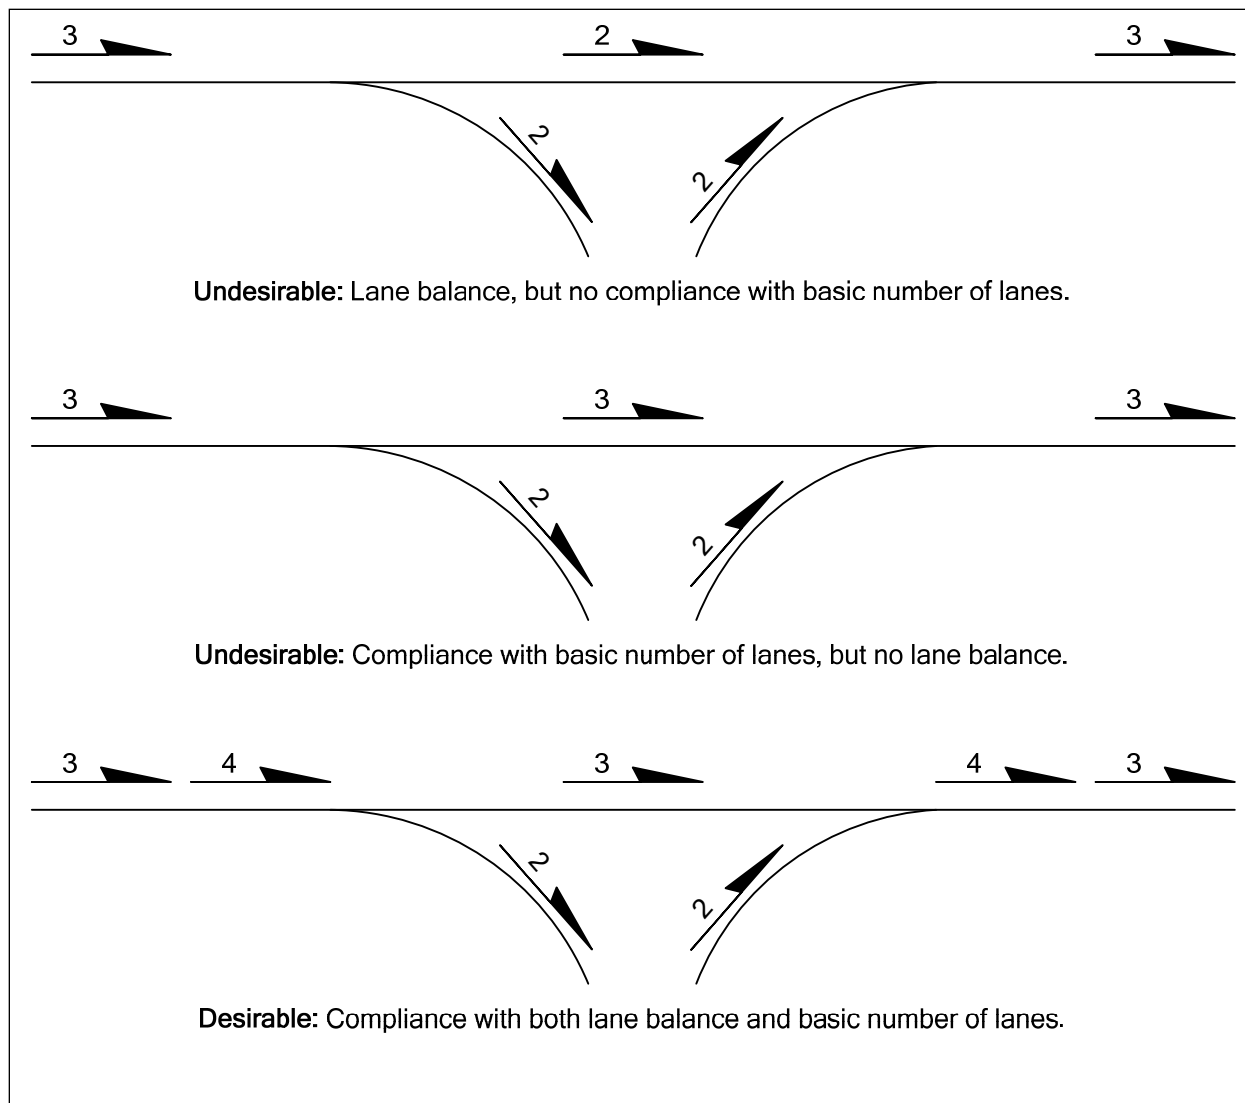 3 2 3
2 2
Undesirable: Lane balance, but no compliance with basic number of lanes.
3 3 3
2 2
Undesirable: Compliance with basic number of lanes, but no lane balance.
3 4 3 4 3
2 2
Desirable: Compliance with both lane balance and basic number of lanes.